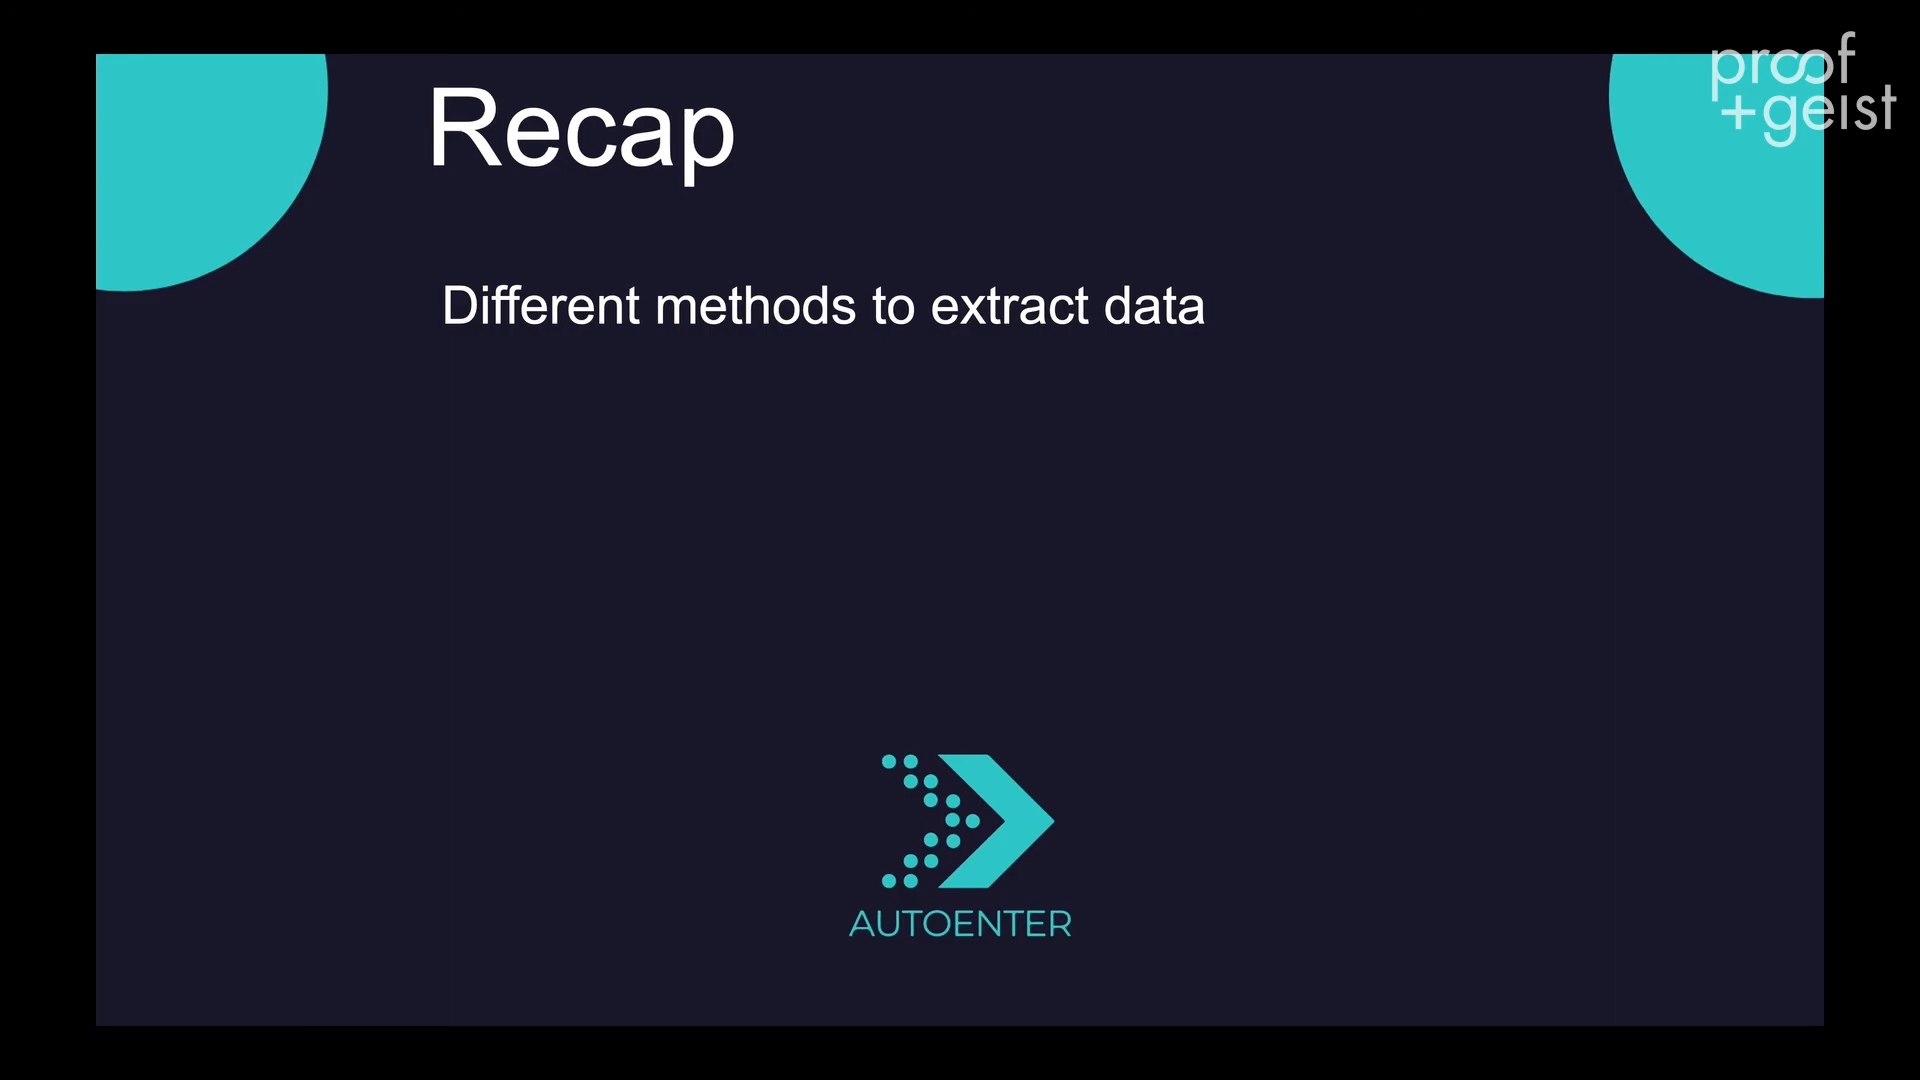 proof
+geist
Recap
Different methods to extract data
AUTOENTER